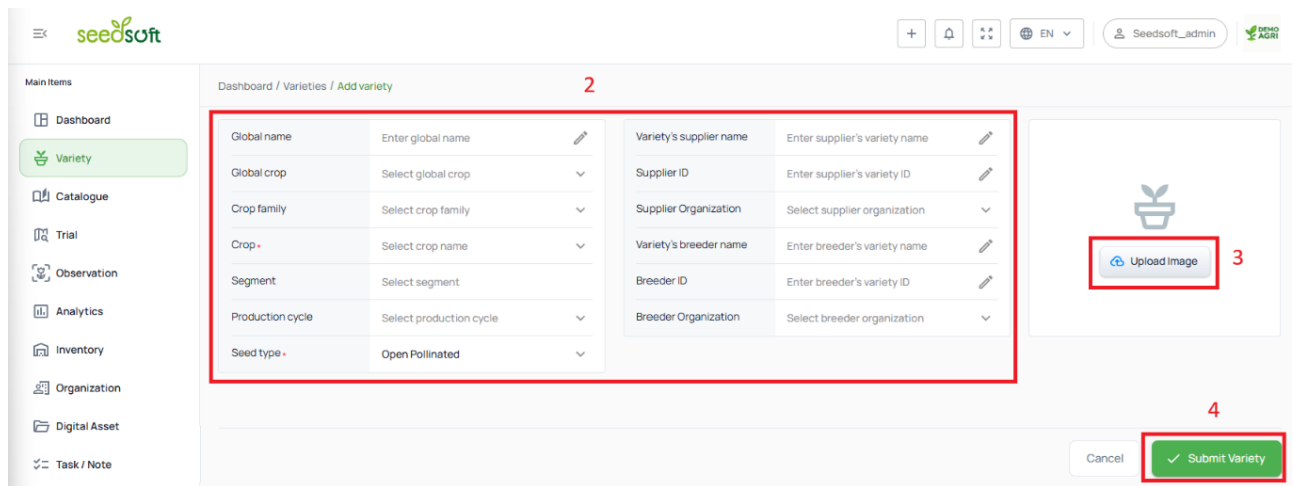 seedsoft
EN
Seedsoft_admin
DEMO
AGRI
Main Items
Dashboard / Varieties / Add variety
2
Dashboard
Variety
Catalogue
Trial
Observation
Analytics
Inventory
Organization
Digital Asset
Task / Note
Global name
Enter global name
Global crop
Select global crop
Crop family
Select crop family
Crop•
Select crop name
Segment
Select segment
Production cycle
Select production cycle
Seed type•
Open Pollinated
Variety's supplier name
Enter supplier's variety name
Supplier ID
Enter supplier's variety ID
Supplier Organization
Select supplier organization
Variety's breeder name
Enter breeder's variety name
Breeder ID
Enter breeder's variety ID
Breeder Organization
Select breeder organization
Upload Image
3
4
Cancel
Submit Variety